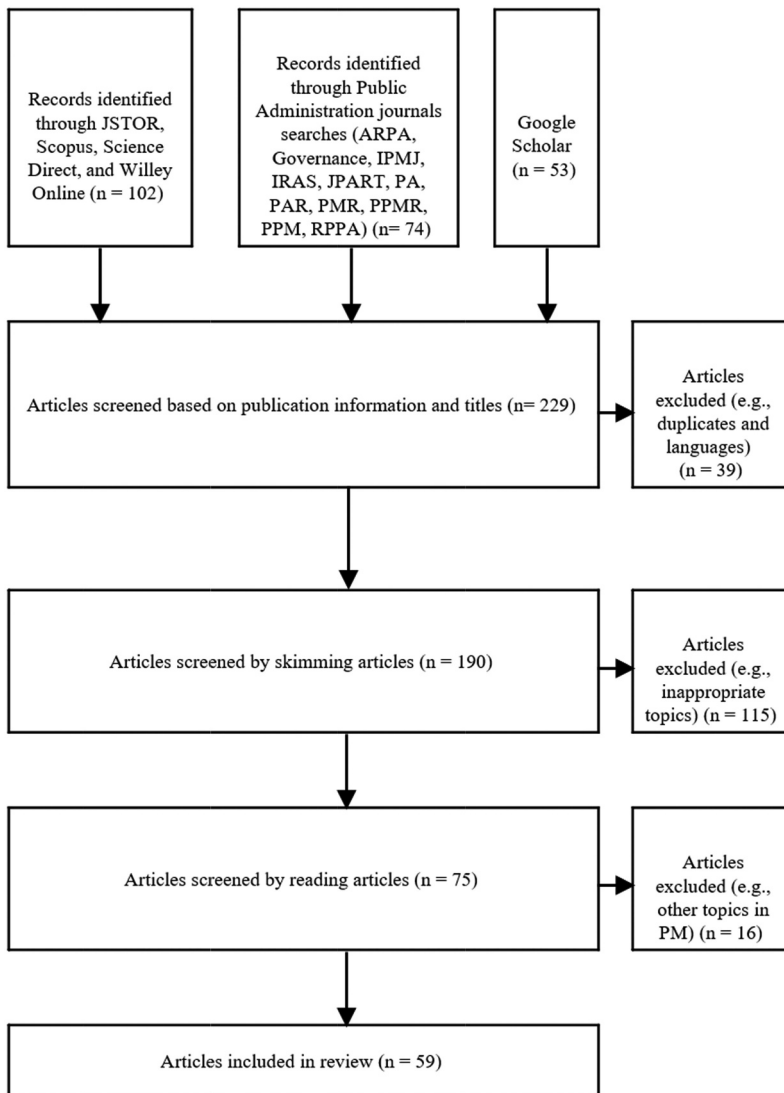 Records identified
through JSTOR,
Scopus, Science
Direct, and Willey
Online (n = 102)
Records identified
through Public
Administration journals
searches (ARPA,
Governance, IPMJ,
IRAS, JPART, PA,
PAR, PMR, PPMR,
PPM, RPPA) (n= 74)
Google
Scholar
(n = 53)
Articles screened based on publication information and titles (n= 229)
Articles
excluded (e.g.,
duplicates and
languages)
(n = 39)
Articles screened by skimming articles (n = 190)
Articles
excluded (e.g.,
inappropriate
topics) (n = 115)
Articles screened by reading articles (n = 75)
Articles
excluded (e.g.,
other topics in
PM) (n = 16)
Articles included in review (n = 59)